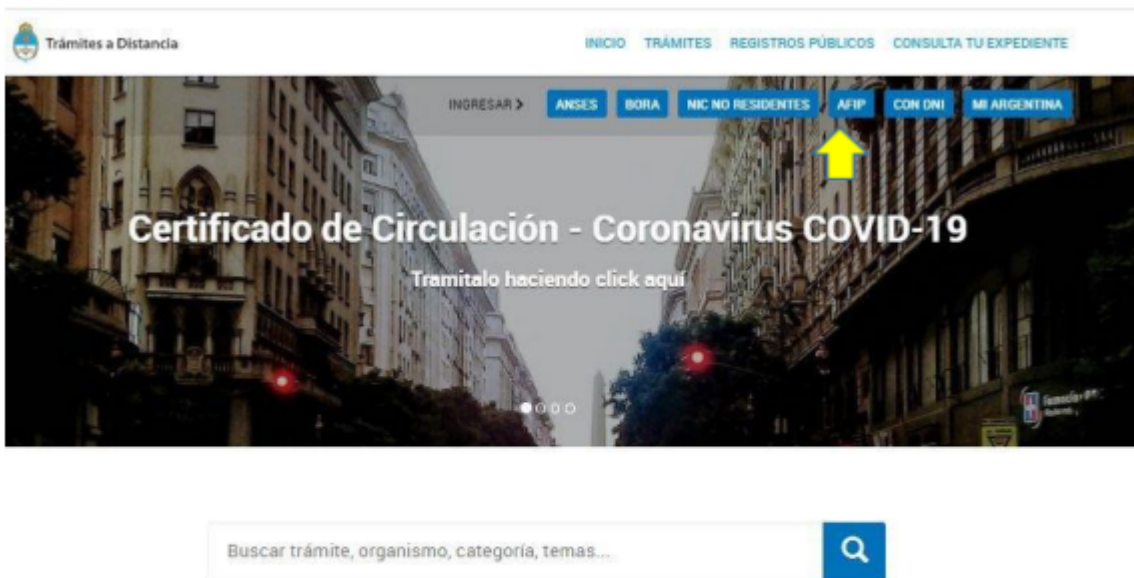 Trámites a Distancia
INICIO TRÁMITES REGISTROS PÚBLICOS CONSULTA TU EXPEDIENTE
INGRESAR > ANSES BORA NIC NO RESIDENTES AFIP CON DNI MI ARGENTINA
Certificado de Circulación - Coronavirus COVID-19
Tramitalo haciendo click aquí
Buscar trámite, organismo, categoría, temas...